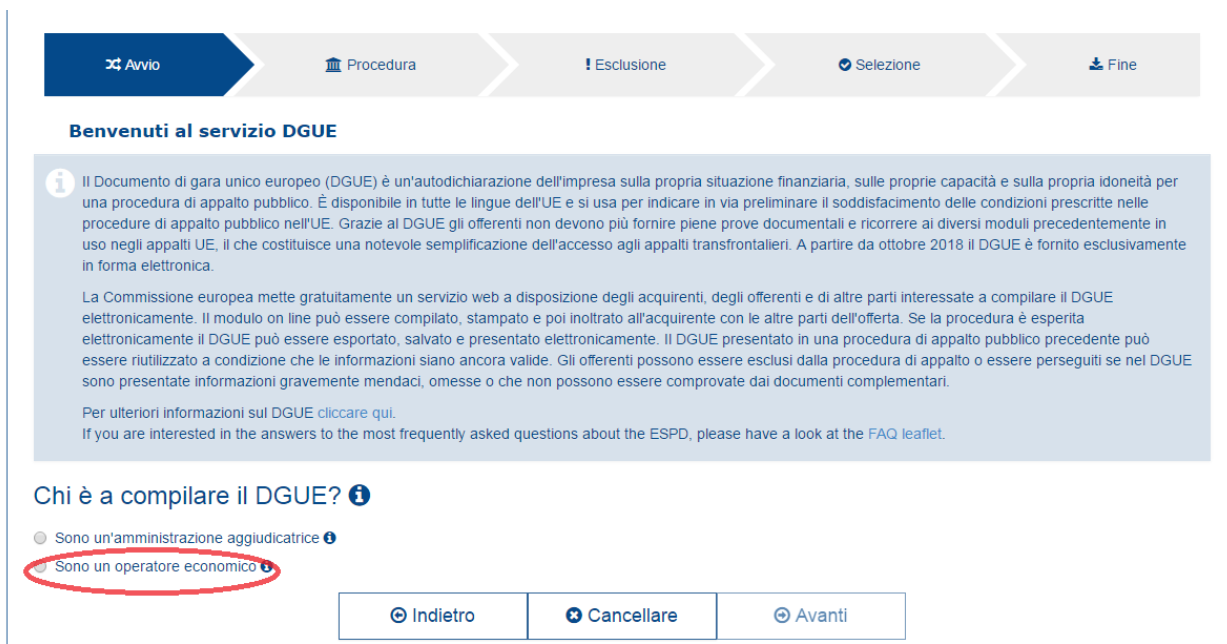 Avvio
Procedura
Esclusione
Selezione
Fine
Benvenuti al servizio DGUE
Il Documento di gara unico europeo (DGUE) è un'autodichiarazione dell'impresa sulla propria situazione finanziaria, sulle proprie capacità e sulla propria idoneità per
una procedura di appalto pubblico. È disponibile in tutte le lingue dell'UE e si usa per indicare in via preliminare il soddisfacimento delle condizioni prescritte nelle
procedure di appalto pubblico nell'UE. Grazie al DGUE gli offerenti non devono più fornire piene prove documentali e ricorrere ai diversi moduli precedentemente in
uso negli appalti UE, il che costituisce una notevole semplificazione dell'accesso agli appalti transfrontalieri. A partire da ottobre 2018 il DGUE è fornito esclusivamente
in forma elettronica.
La Commissione europea mette gratuitamente un servizio web a disposizione degli acquirenti, degli offerenti e di altre parti interessate a compilare il DGUE
elettronicamente. Il modulo on line può essere compilato, stampato e poi inoltrato all'acquirente con le altre parti dell'offerta. Se la procedura è esperita
elettronicamente il DGUE può essere esportato, salvato e presentato elettronicamente. Il DGUE presentato in una procedura di appalto pubblico precedente può
essere riutilizzato a condizione che le informazioni siano ancora valide. Gli offerenti possono essere esclusi dalla procedura di appalto o essere perseguiti se nel DGUE
sono presentate informazioni gravemente mendaci, omesse o che non possono essere comprovate dai documenti complementari.
Per ulteriori informazioni sul DGUE cliccare qui.
If you are interested in the answers to the most frequently asked questions about the ESPD, please have a look at the FAQ leaflet.
Chi è a compilare il DGUE?
Sono un'amministrazione aggiudicatrice
Sono un operatore economico
Indietro
Cancellare
Avanti